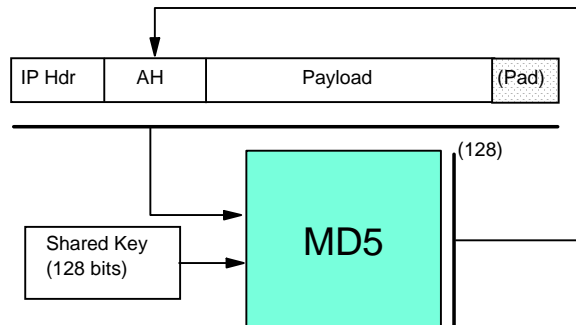 IP Hdr AH Payload (Pad)
(128)
MD5
Shared Key
(128 bits)